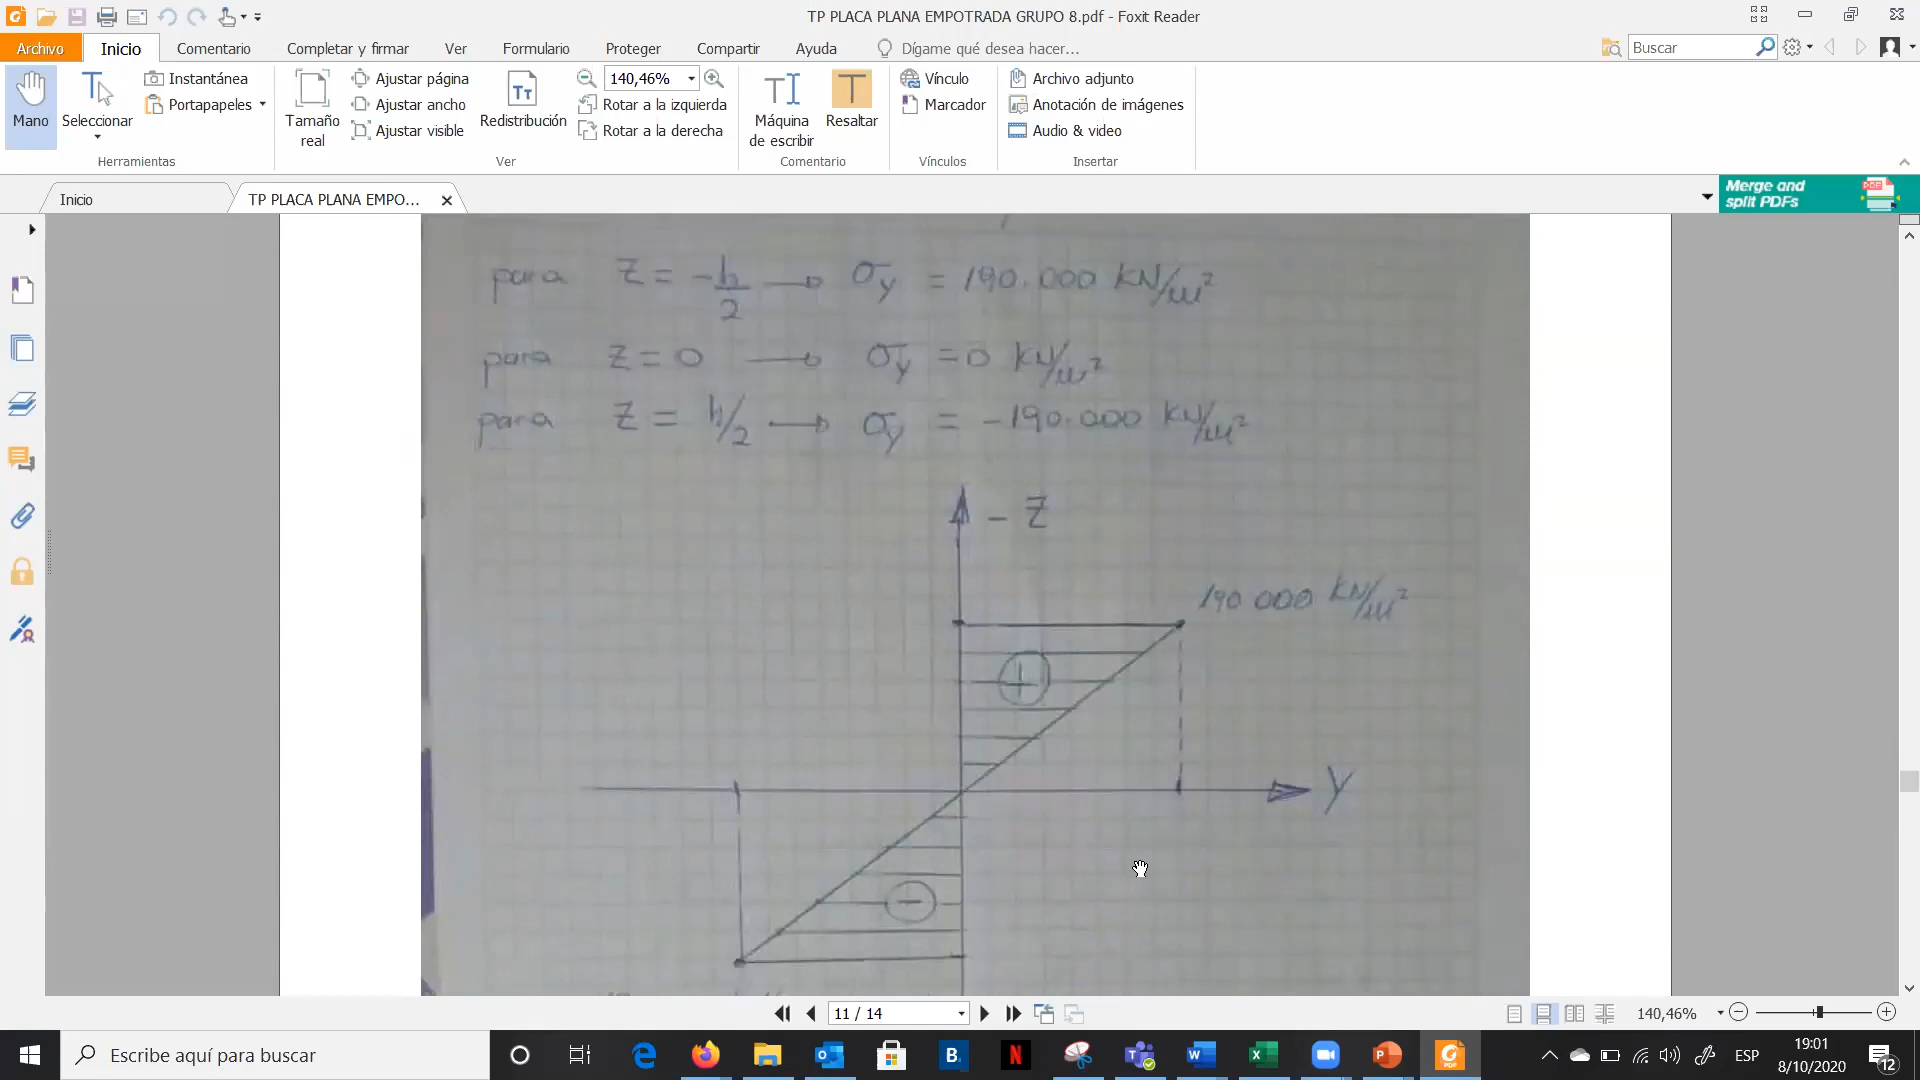 TP PLACA PLANA EMPOTRADA GRUPO 8.pdf - Foxit Reader
Archivo Inicio Comentario Completar y firmar Ver Formulario Proteger Compartir Ayuda Dígame qué desea hacer... Buscar
Mano
Seleccionar
Instantánea
Portapapeles
Herramientas
Tamaño real
Ajustar página
Ajustar ancho
Ajustar visible
Redistribución
140,46%
Rotar a la izquierda
Rotar a la derecha
Ver
Máquina de escribir
Resaltar
Comentario
Vínculo
Marcador
Vínculos
Archivo adjunto
Anotación de imágenes
Audio & video
Insertar
Inicio
TP PLACA PLANA EMPO...
Merge and
split PDFs
PDF
para Z = -h/2 → σy = 190.000 KN/m²
para Z = 0 → σy = 0 KN/m²
para Z = h/2 → σy = -190.000 KN/m²
- Z
190 000 KN/m²
+
y
-
11 / 14
140,46%
Escribe aquí para buscar
ESP
19:01
8/10/2020
12